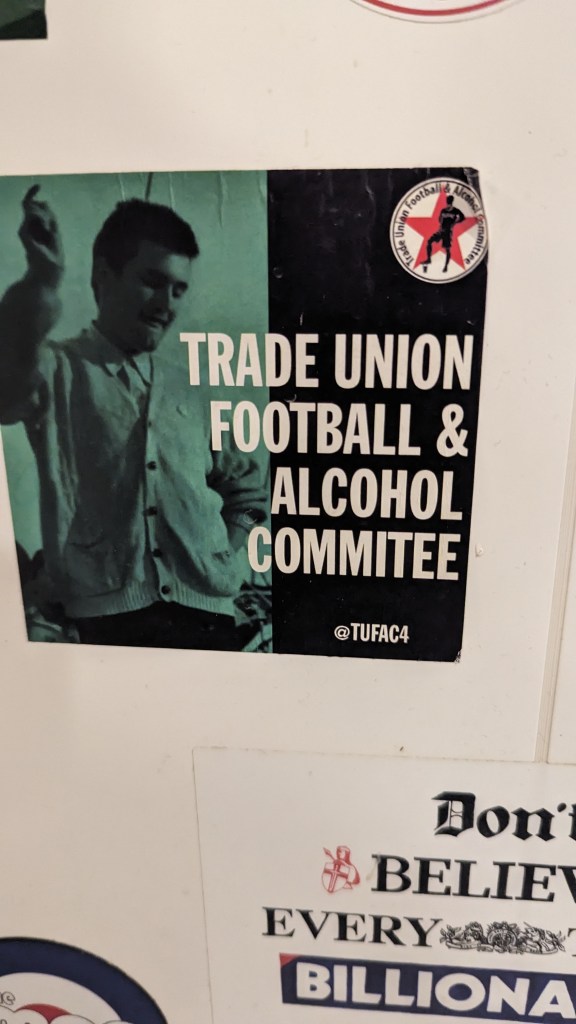 Trade Union Football & Alcohol Committee
TRADE UNION
FOOTBALL &
ALCOHOL
COMMITEE
@TUFAC4
Don't
BELIEV
EVERY
BILLIONA